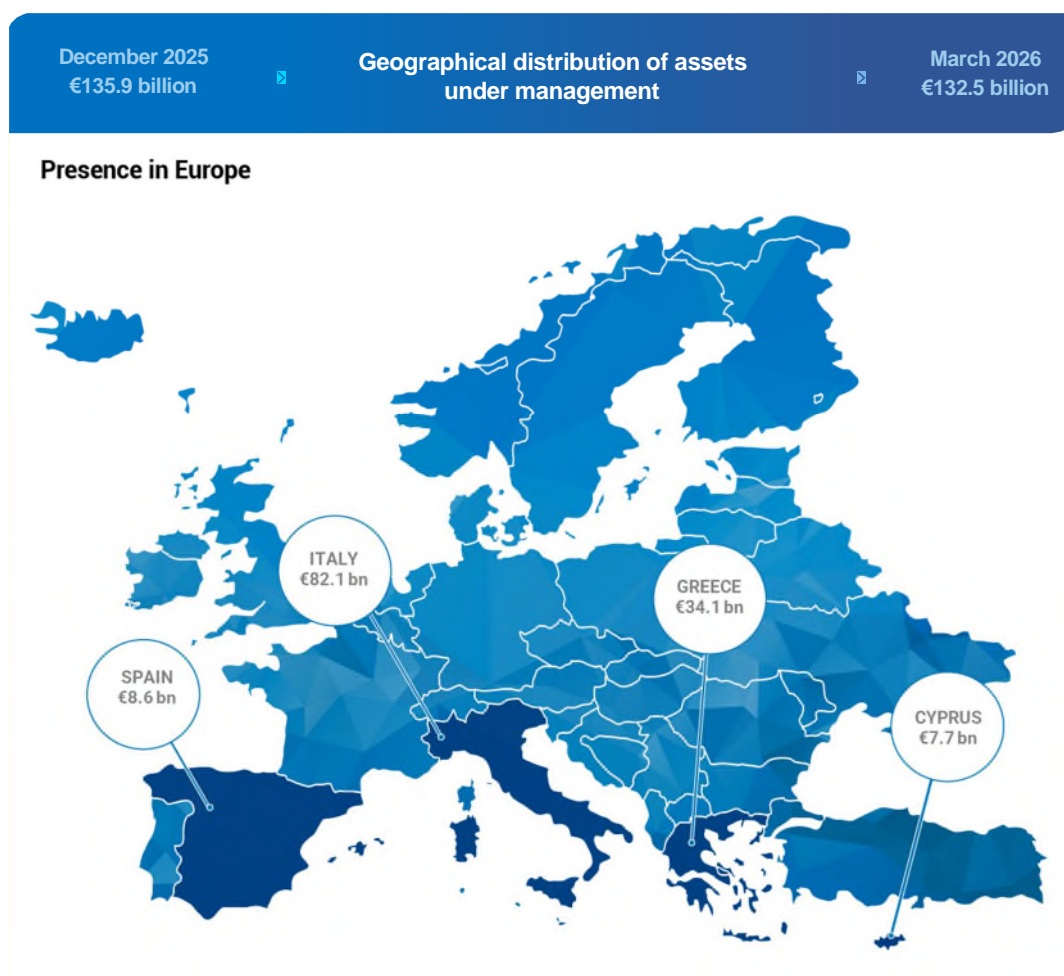 December 2025
€135.9 billion
Geographical distribution of assets
under management
March 2026
€132.5 billion
Presence in Europe
ITALY
€82.1 bn
GREECE
€34.1 bn
SPAIN
€8.6 bn
CYPRUS
€7.7 bn